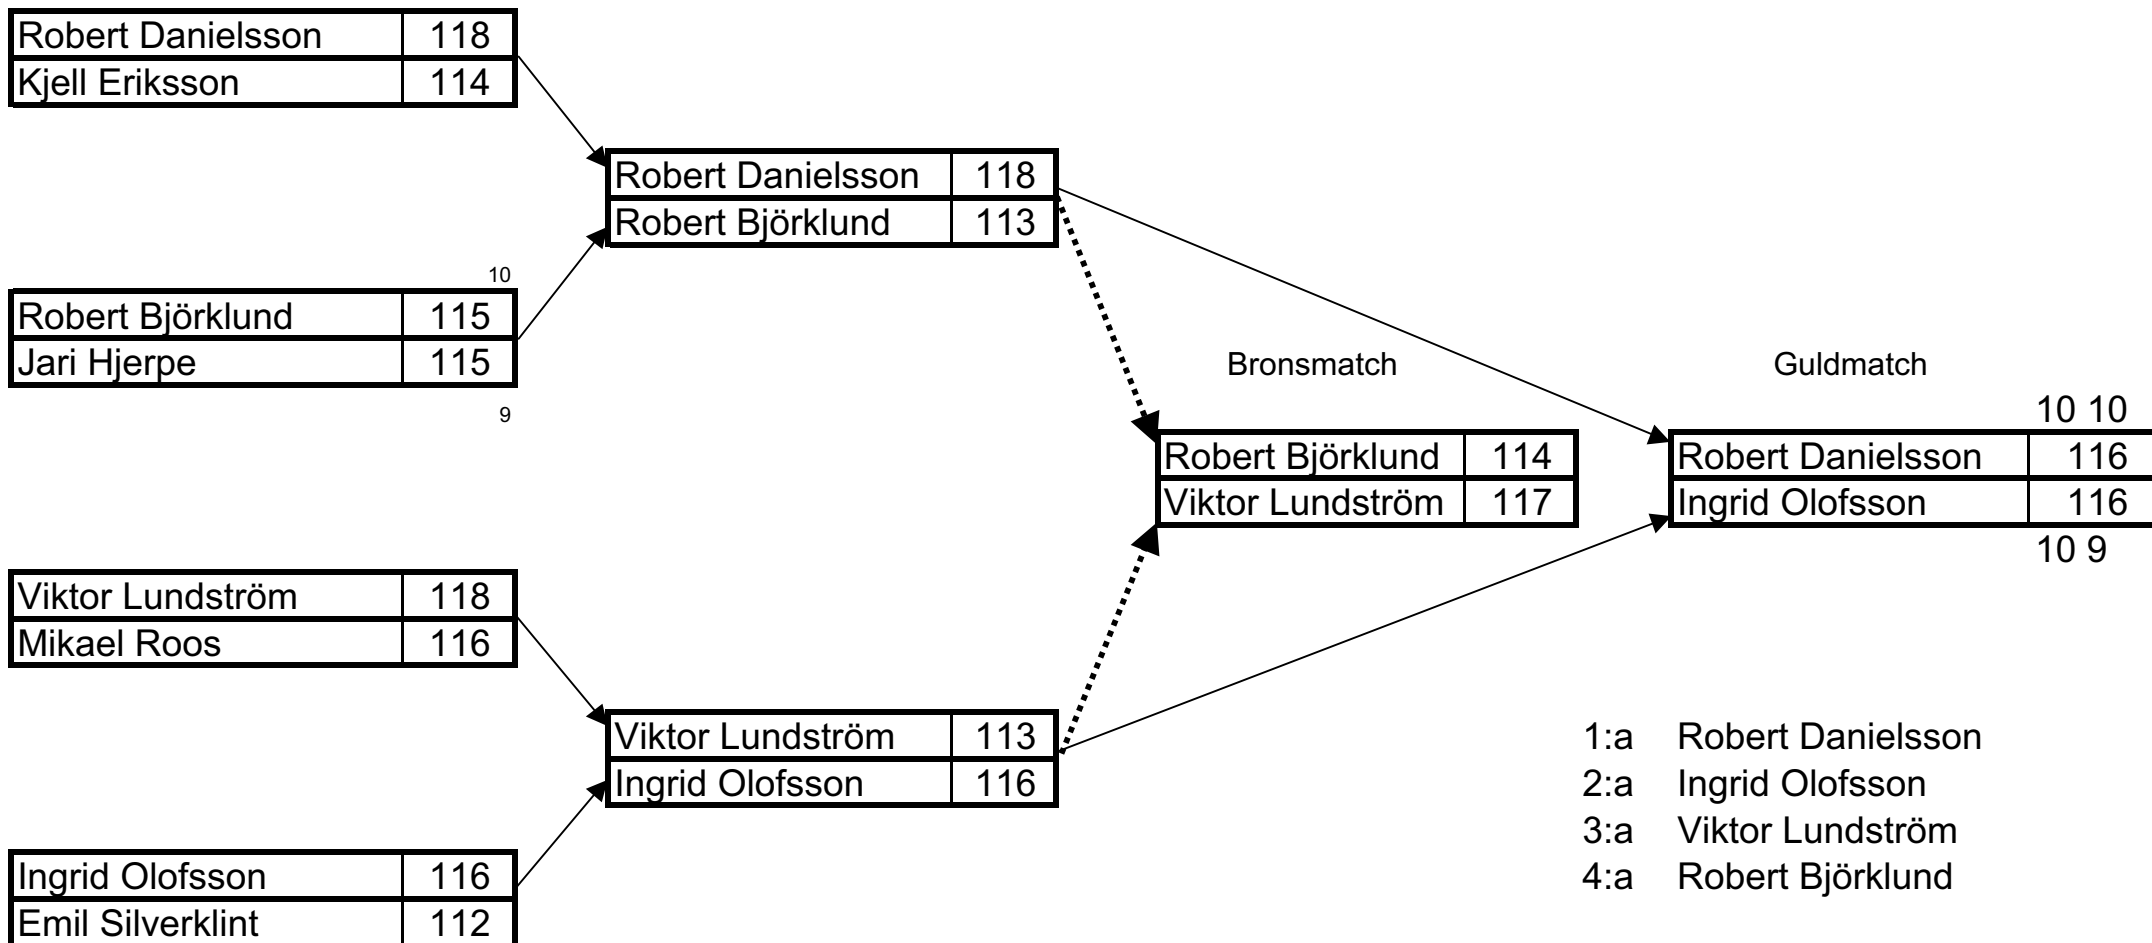 Robert Danielsson 118
Kjell Eriksson 114
Robert Danielsson 118
Robert Björklund 113
10
Robert Björklund 115
Jari Hjerpe 115
9
Bronsmatch
Guldmatch
10 10
Robert Björklund 114
Viktor Lundström 117
Robert Danielsson 116
Ingrid Olofsson 116
10 9
Viktor Lundström 118
Mikael Roos 116
Viktor Lundström 113
Ingrid Olofsson 116
Ingrid Olofsson 116
Emil Silverklint 112
1:a Robert Danielsson
2:a Ingrid Olofsson
3:a Viktor Lundström
4:a Robert Björklund